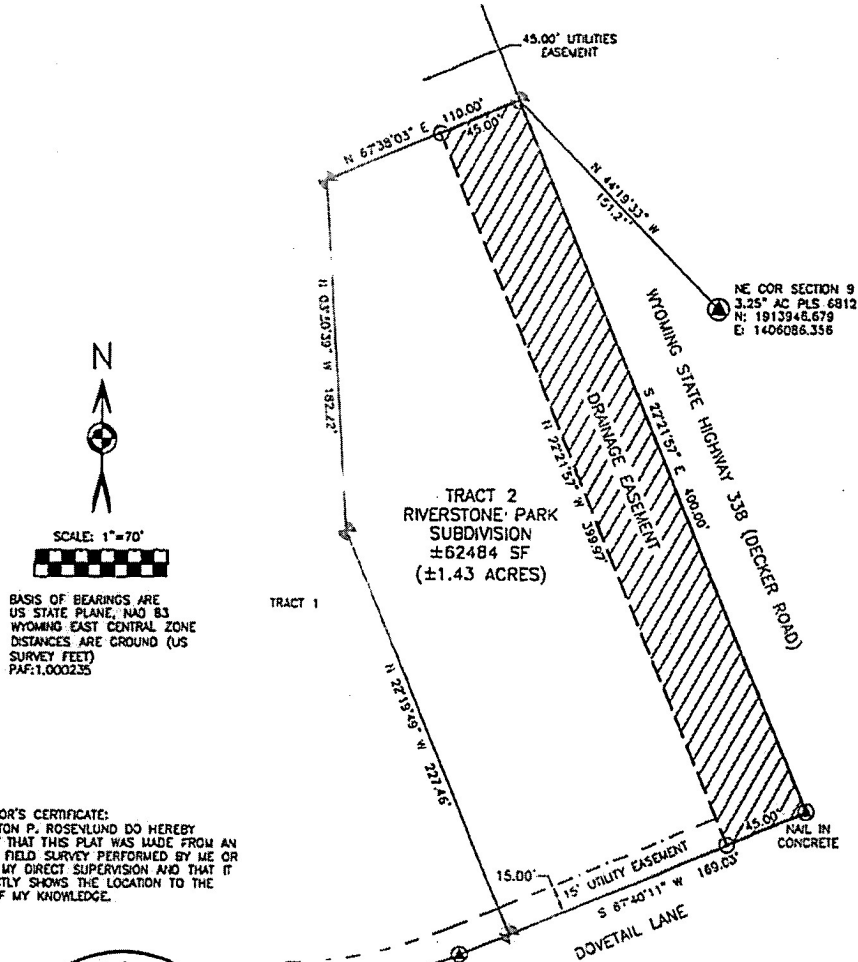 45.00' UTILITIES
EASEMENT
110.00'
N 67°38'03" E
45.00'
N 44°19'33" W
NE COR SECTION 9
3.25" AC PLS 6812
N: 1913946.679
E: 1406086.356
WYOMING STATE HIGHWAY 338 (DECKER ROAD)
S 22°21'57" E 400.00'
DRAINAGE EASEMENT
N 22°21'57" W 399.97'
W 182.22'
N
SCALE: 1"=70'
BASIS OF BEARINGS ARE
US STATE PLANE, NAD 83
WYOMING EAST CENTRAL ZONE
DISTANCES ARE GROUND (US
SURVEY FEET)
PAF:1.000235
TRACT 2
RIVERSTONE PARK
SUBDIVISION
±62484 SF
(±1.43 ACRES)
TRACT 1
N 22°19'49" W 227.46'
OR'S CERTIFICATE:
TON P. ROSEVLUND DO HEREBY
THAT THIS PLAT WAS MADE FROM AN
FIELD SURVEY PERFORMED BY ME OR
MY DIRECT SUPERVISION AND THAT IT
TLY SHOWS THE LOCATION TO THE
F MY KNOWLEDGE.
45.00'
NAIL IN
CONCRETE
15.00'
15' UTILITY EASEMENT
S 67°40'11" W 169.03'
DOVETAIL LANE